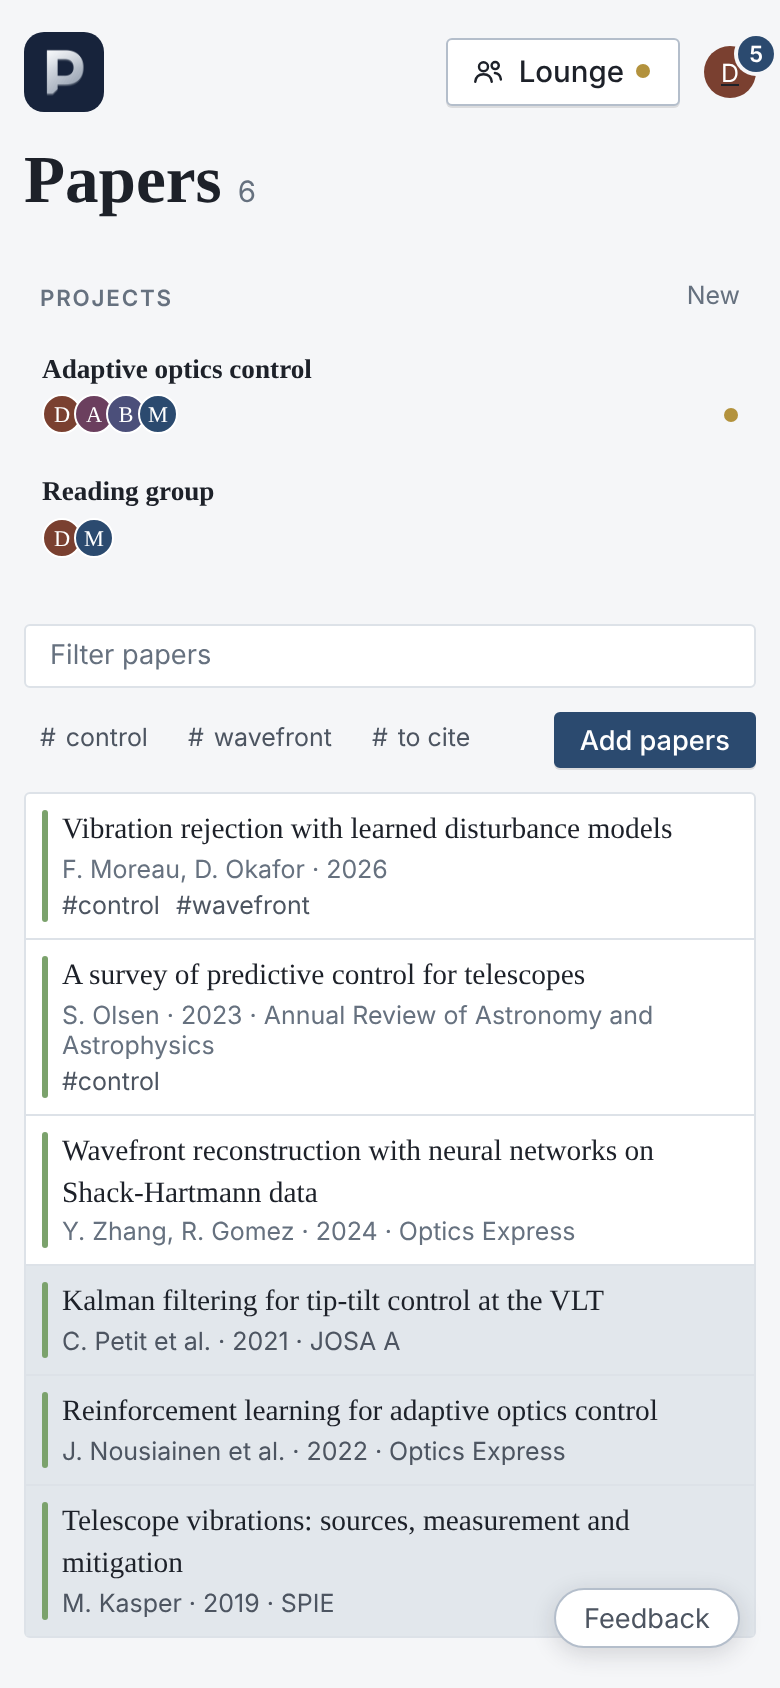 P
Lounge
D
5
Papers 6
PROJECTS
New
Adaptive optics control
D A B M
Reading group
D M
Filter papers
# control # wavefront # to cite
Add papers
Vibration rejection with learned disturbance models
F. Moreau, D. Okafor · 2026
#control #wavefront
A survey of predictive control for telescopes
S. Olsen · 2023 · Annual Review of Astronomy and
Astrophysics
#control
Wavefront reconstruction with neural networks on
Shack-Hartmann data
Y. Zhang, R. Gomez · 2024 · Optics Express
Kalman filtering for tip-tilt control at the VLT
C. Petit et al. · 2021 · JOSA A
Reinforcement learning for adaptive optics control
J. Nousiainen et al. · 2022 · Optics Express
Telescope vibrations: sources, measurement and
mitigation
M. Kasper · 2019 · SPIE
Feedback